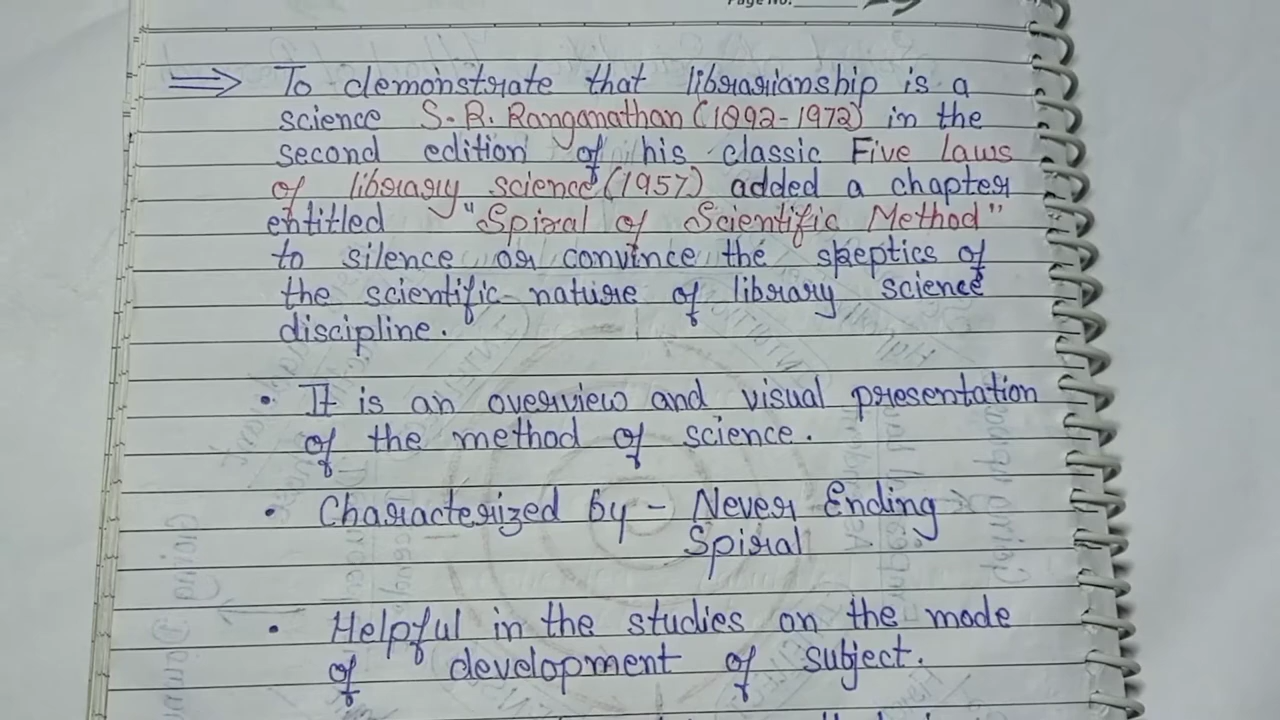 Page No.
⟹ To demonstrate that librarianship is a
science S. R. Ranganathan (1892-1972) in the
second edition of his classic Five laws
of library science (1957) added a chapter
entitled "Spiral of Scientific Method"
to silence or convince the skeptics of
the scientific nature of library science
discipline.
• It is an overview and visual presentation
of the method of science.
• Characterized by - Never Ending
Spiral
• Helpful in the studies on the mode
of development of subject.